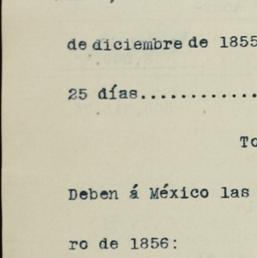 de diciembre de 1855
25 días.............
To
Deben á México las
ro de 1856: